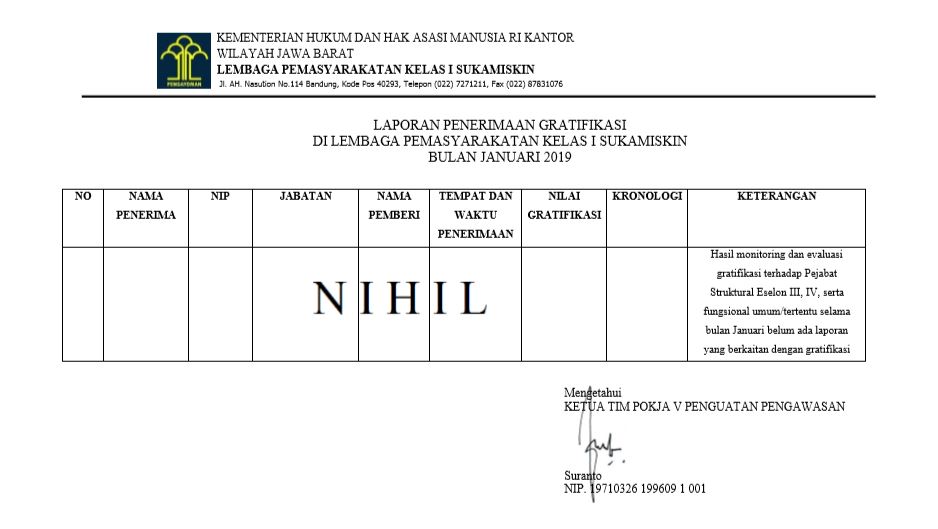 PENGAYOMAN
KEMENTERIAN HUKUM DAN HAK ASASI MANUSIA RI KANTOR
WILAYAH JAWA BARAT
LEMBAGA PEMASYARAKATAN KELAS I SUKAMISKIN
Jl. AH. Nasution No.114 Bandung, Kode Pos 40293, Telepon (022) 7271211, Fax (022) 87831076
LAPORAN PENERIMAAN GRATIFIKASI
DI LEMBAGA PEMASYARAKATAN KELAS I SUKAMISKIN
BULAN JANUARI 2019
NO
NAMA
PENERIMA
NIP
JABATAN
NAMA
PEMBERI
TEMPAT DAN
WAKTU
PENERIMAAN
NILAI
GRATIFIKASI
KRONOLOGI
KETERANGAN
N I H I L
Hasil monitoring dan evaluasi
gratifikasi terhadap Pejabat
Struktural Eselon III, IV, serta
fungsional umum/tertentu selama
bulan Januari belum ada laporan
yang berkaitan dengan gratifikasi
Mengetahui
KETUA TIM POKJA V PENGUATAN PENGAWASAN
Suranto
NIP. 19710326 199609 1 001